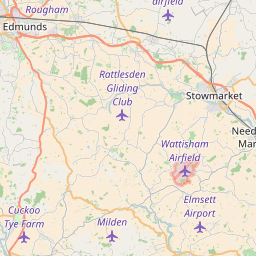 Rougham
airfield
Edmunds
Rattlesden
Gliding
Club
Stowmarket
Need
Mar
Wattisham
Airfield
Elmsett
Airport
Cuckoo
Tye Farm
Milden